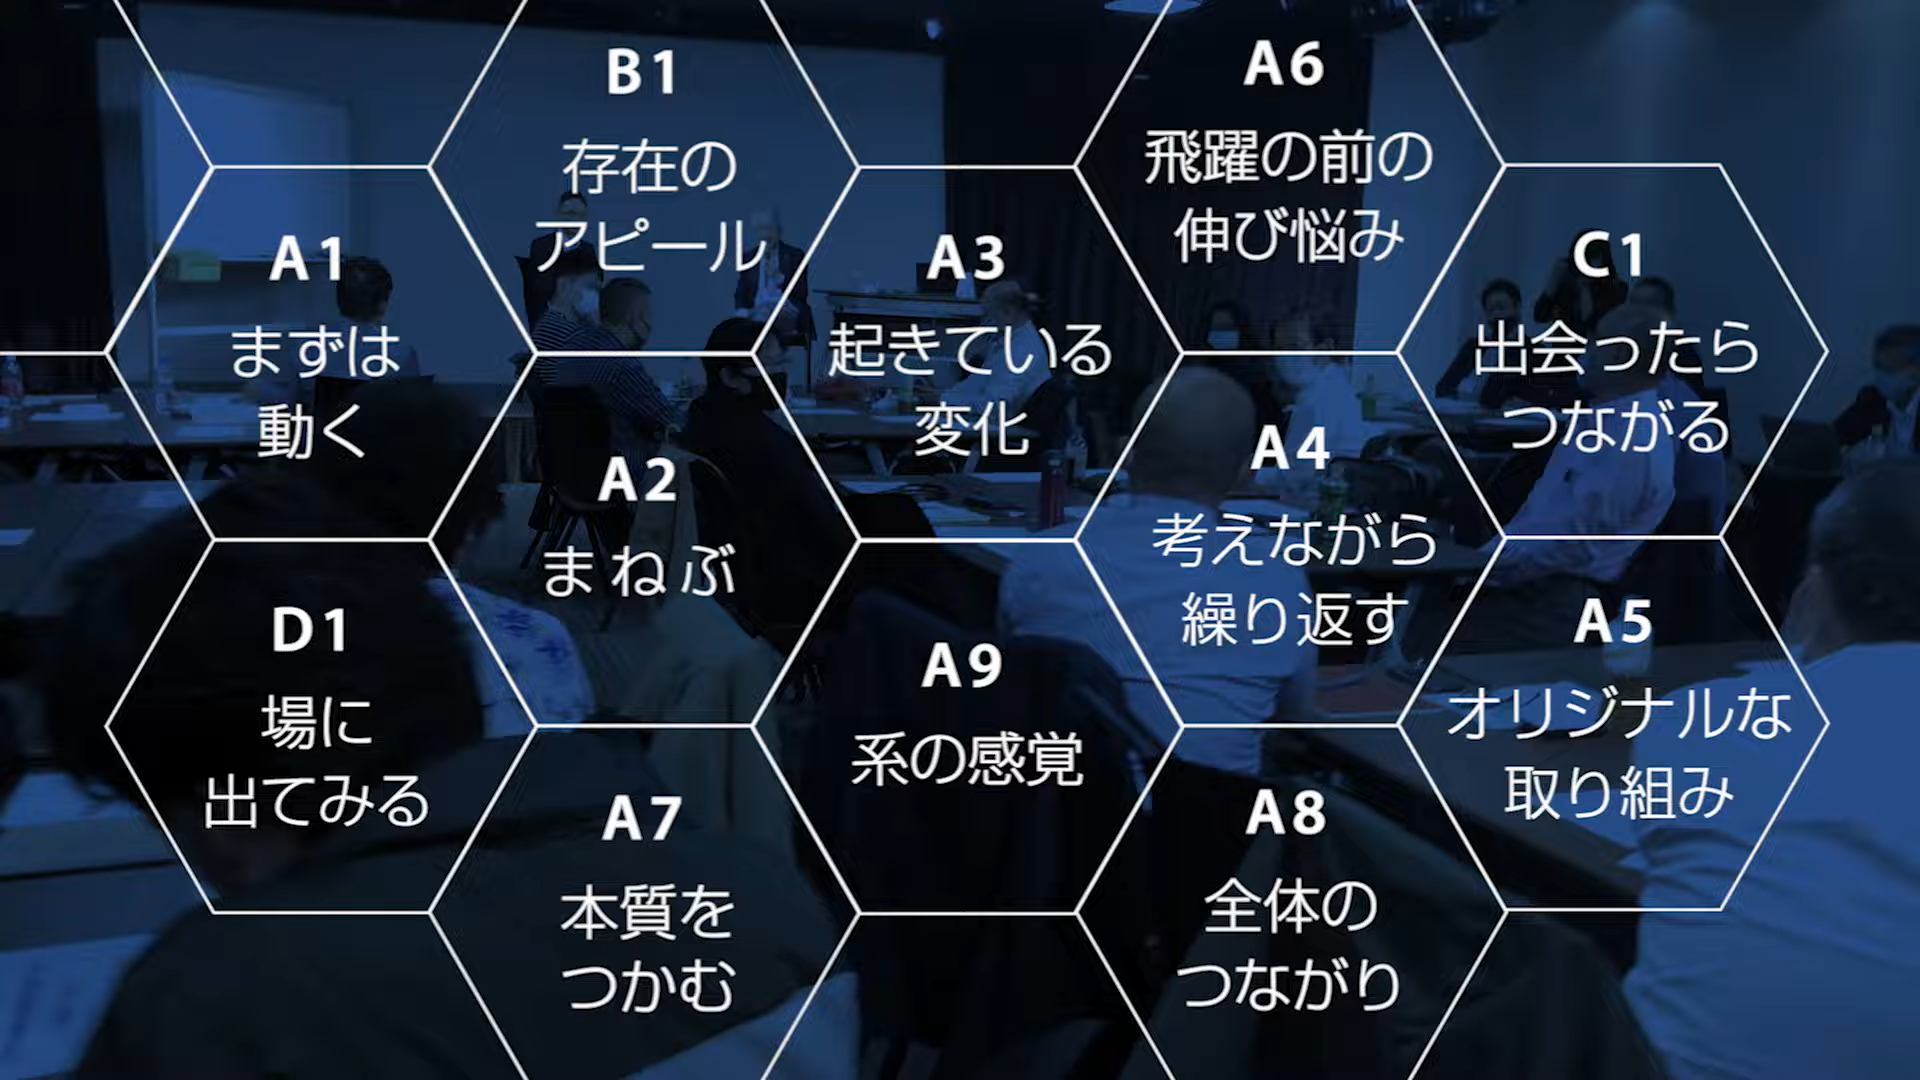 B1
存在の
アピール
A6
飛躍の前の
伸び悩み
A1
まずは
動く
A3
起きている
変化
C1
出会ったら
つながる
A2
まねぶ
A4
考えながら
繰り返す
D1
場に
出てみる
A9
系の感覚
A5
オリジナルな
取り組み
A7
本質を
つかむ
A8
全体の
つながり